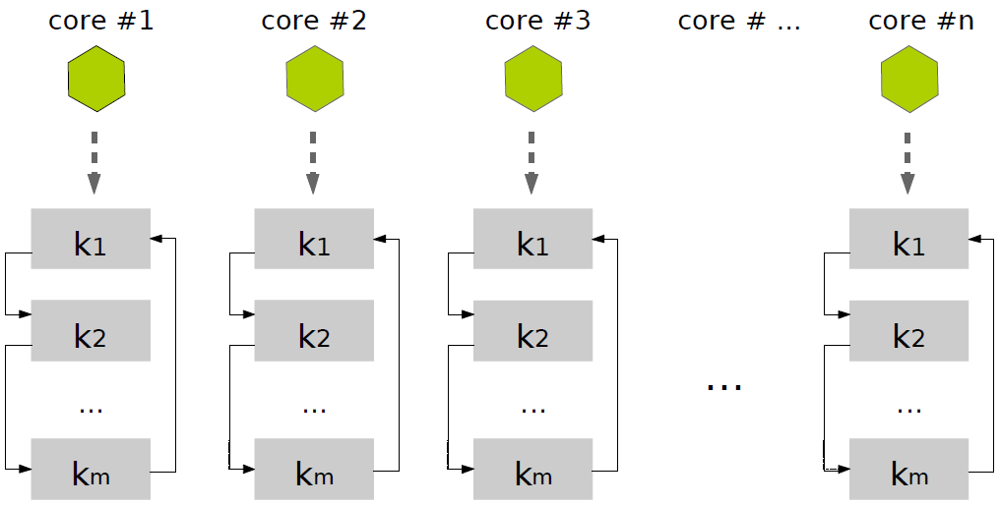 core #1 core #2 core #3 core # ... core #n
k1 k1 k1 k1
k2 k2 k2 k2
...
... ... ... ...
km km km km